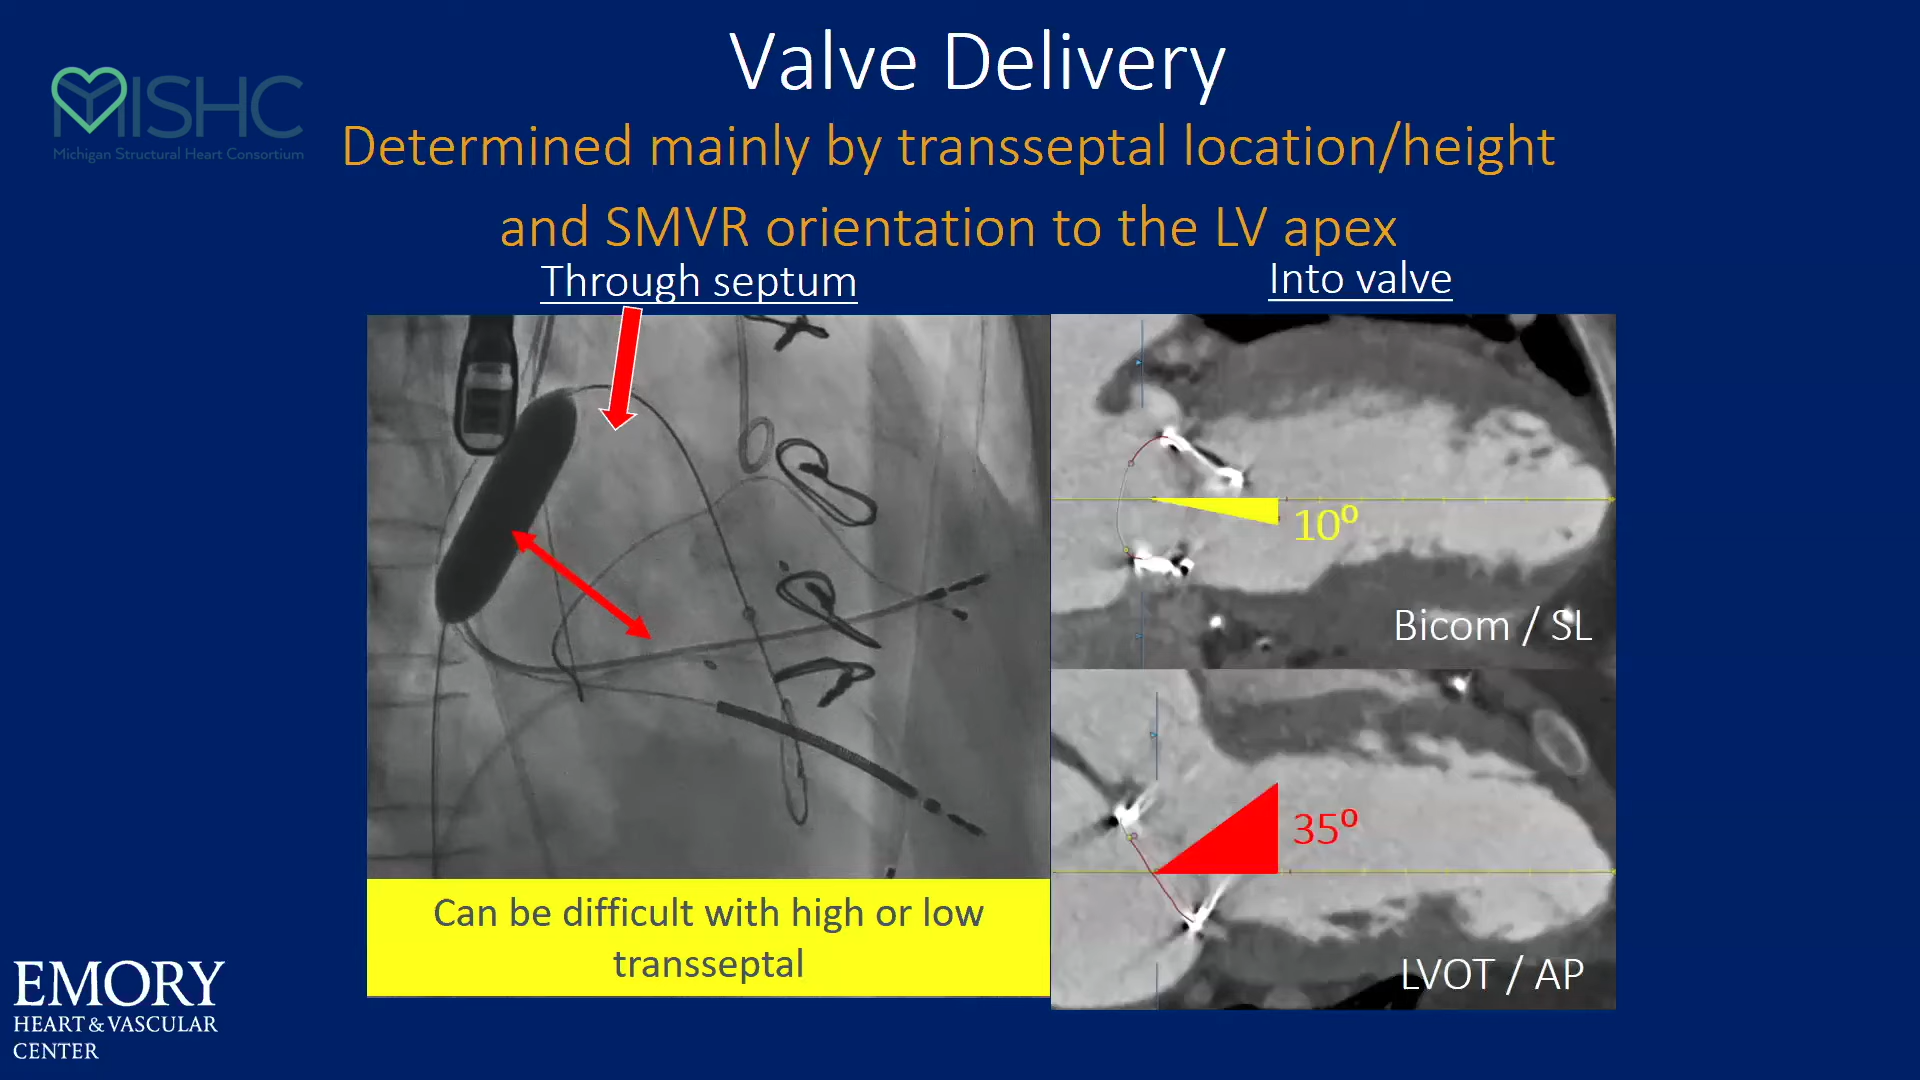 Valve Delivery
MISHC
Michigan Structural Heart Consortium
Determined mainly by transseptal location/height
and SMVR orientation to the LV apex
Through septum
Into valve
10⁰
Bicom / SL
35⁰
LVOT / AP
Can be difficult with high or low
transseptal
EMORY
HEART & VASCULAR
CENTER